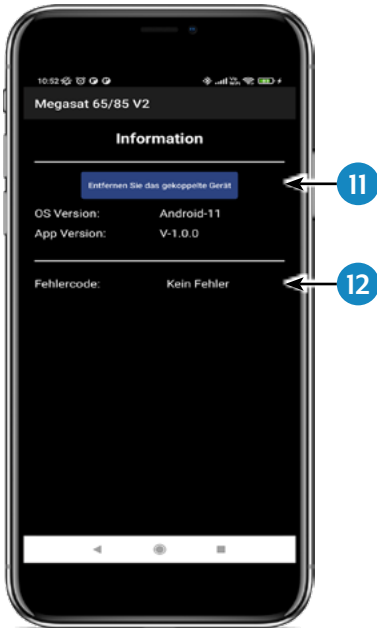 10:52
Megasat 65/85 V2
Information
Entfernen Sie das gekoppelte Gerät
11
OS Version: Android-11
App Version: V-1.0.0
Fehlercode: Kein Fehler
12